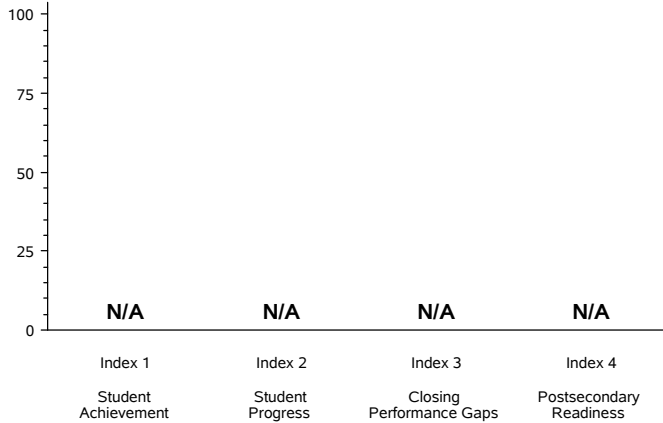 100
75
50
25
0
N/A N/A N/A N/A
Index 1 Index 2 Index 3 Index 4
Student Student Closing Postsecondary
Achievement Progress Performance Gaps Readiness